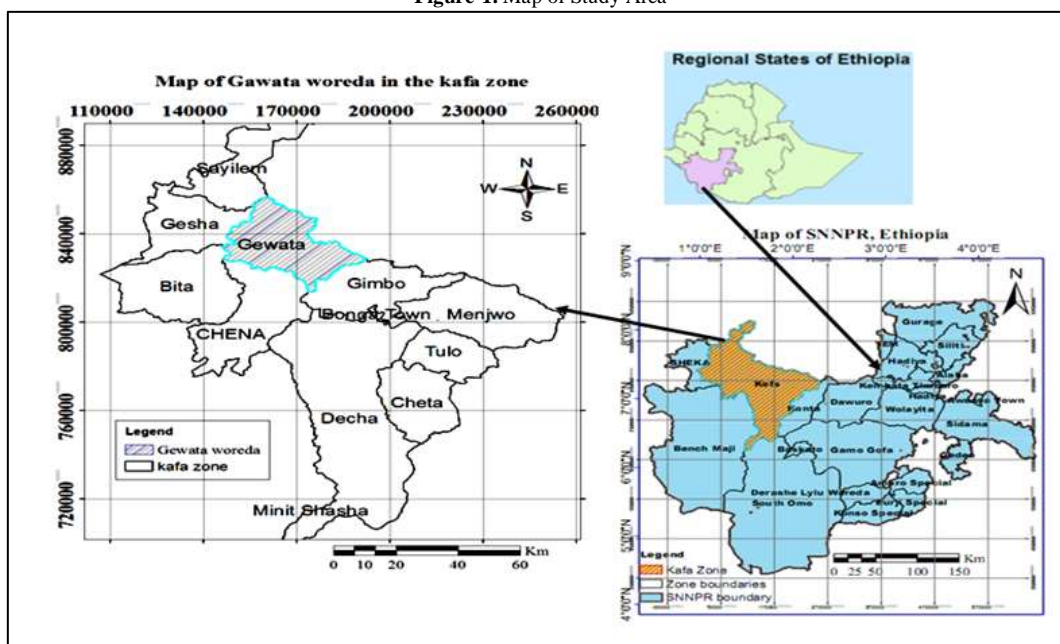 Figure 1. Map of Study Area
Map of Gawata woreda in the kafa zone
110000 140000 170000 200000 230000 260000
880000
840000
800000
760000
720000
N
W E
S
Sayilem
Gesha
Gewata
Bita
Gimbo
Town
Menjwo
CHENA
Tulo
Cheta
Decha
Minit Shasha
Legend
Gewata woreda
kafa zone
Km
0 10 20 40 60
Regional States of Ethiopia
Map of SNNPR, Ethiopia
1°0'0"E 2°0'0"E 3°0'0"E 4°0'0"E
9°0'0"N
8°0'0"N
7°0'0"N
6°0'0"N
5°0'0"N
4°0'0"N
N
Gurage
Siliti
Hadiya
Alaba
SHEKA
Kefa
Konta
Dawuro
Wolayita
Town
Sidama
Bench Maji
Basketo
Gamo Gofa
Amaro Special
Derashe Lylu Woreda
South Omo
Konso Special
Legend
Kafa Zone
Zone boundaries
SNNPR boundary
Km
0 25 50 100 150